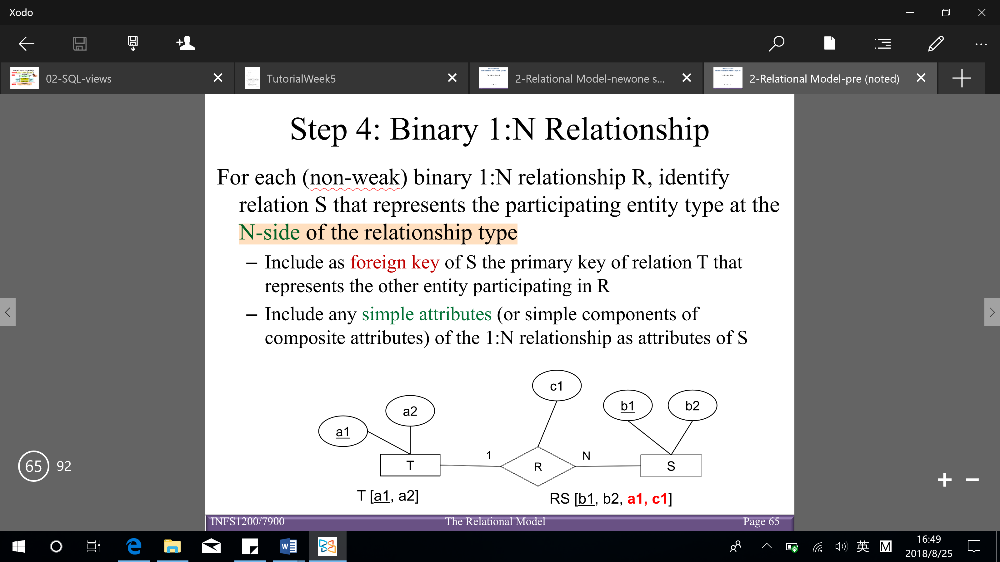 Xodo
02-SQL-views
TutorialWeek5
2-Relational Model-newone s...
2-Relational Model-pre (noted)
Step 4: Binary 1:N Relationship
For each (non-weak) binary 1:N relationship R, identify
relation S that represents the participating entity type at the
N-side of the relationship type
– Include as foreign key of S the primary key of relation T that
represents the other entity participating in R
– Include any simple attributes (or simple components of
composite attributes) of the 1:N relationship as attributes of S
c1
a2
b1
b2
a1
1
N
T
R
S
65
92
T [a1, a2]
RS [b1, b2, a1, c1]
INFS1200/7900
The Relational Model
Page 65
英
M
16:49
2018/8/25